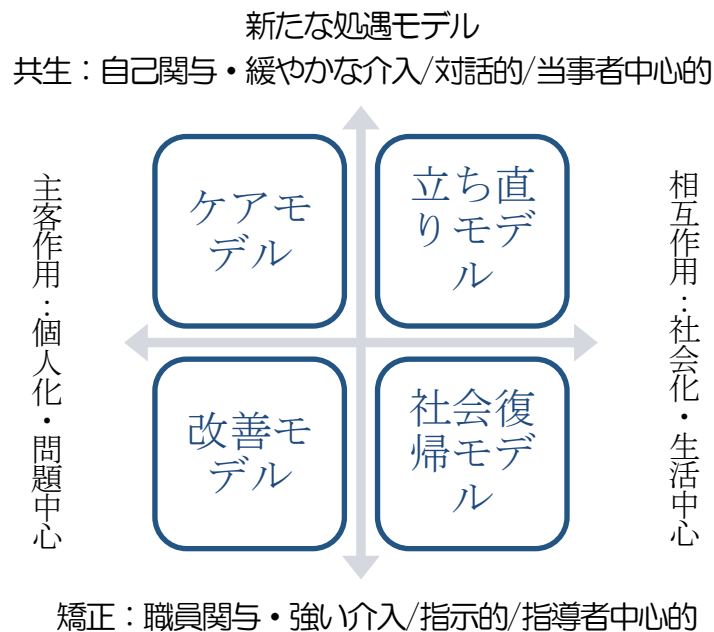 新たな処遇モデル
共生：自己関与・緩やかな介入/対話的/当事者中心的
主客作用：個人化・問題中心
ケアモ
デル
立ち直
りモデ
ル
相互作用：社会化・生活中心
改善モ
デル
社会復
帰モデ
ル
矯正：職員関与・強い介入/指示的/指導者中心的